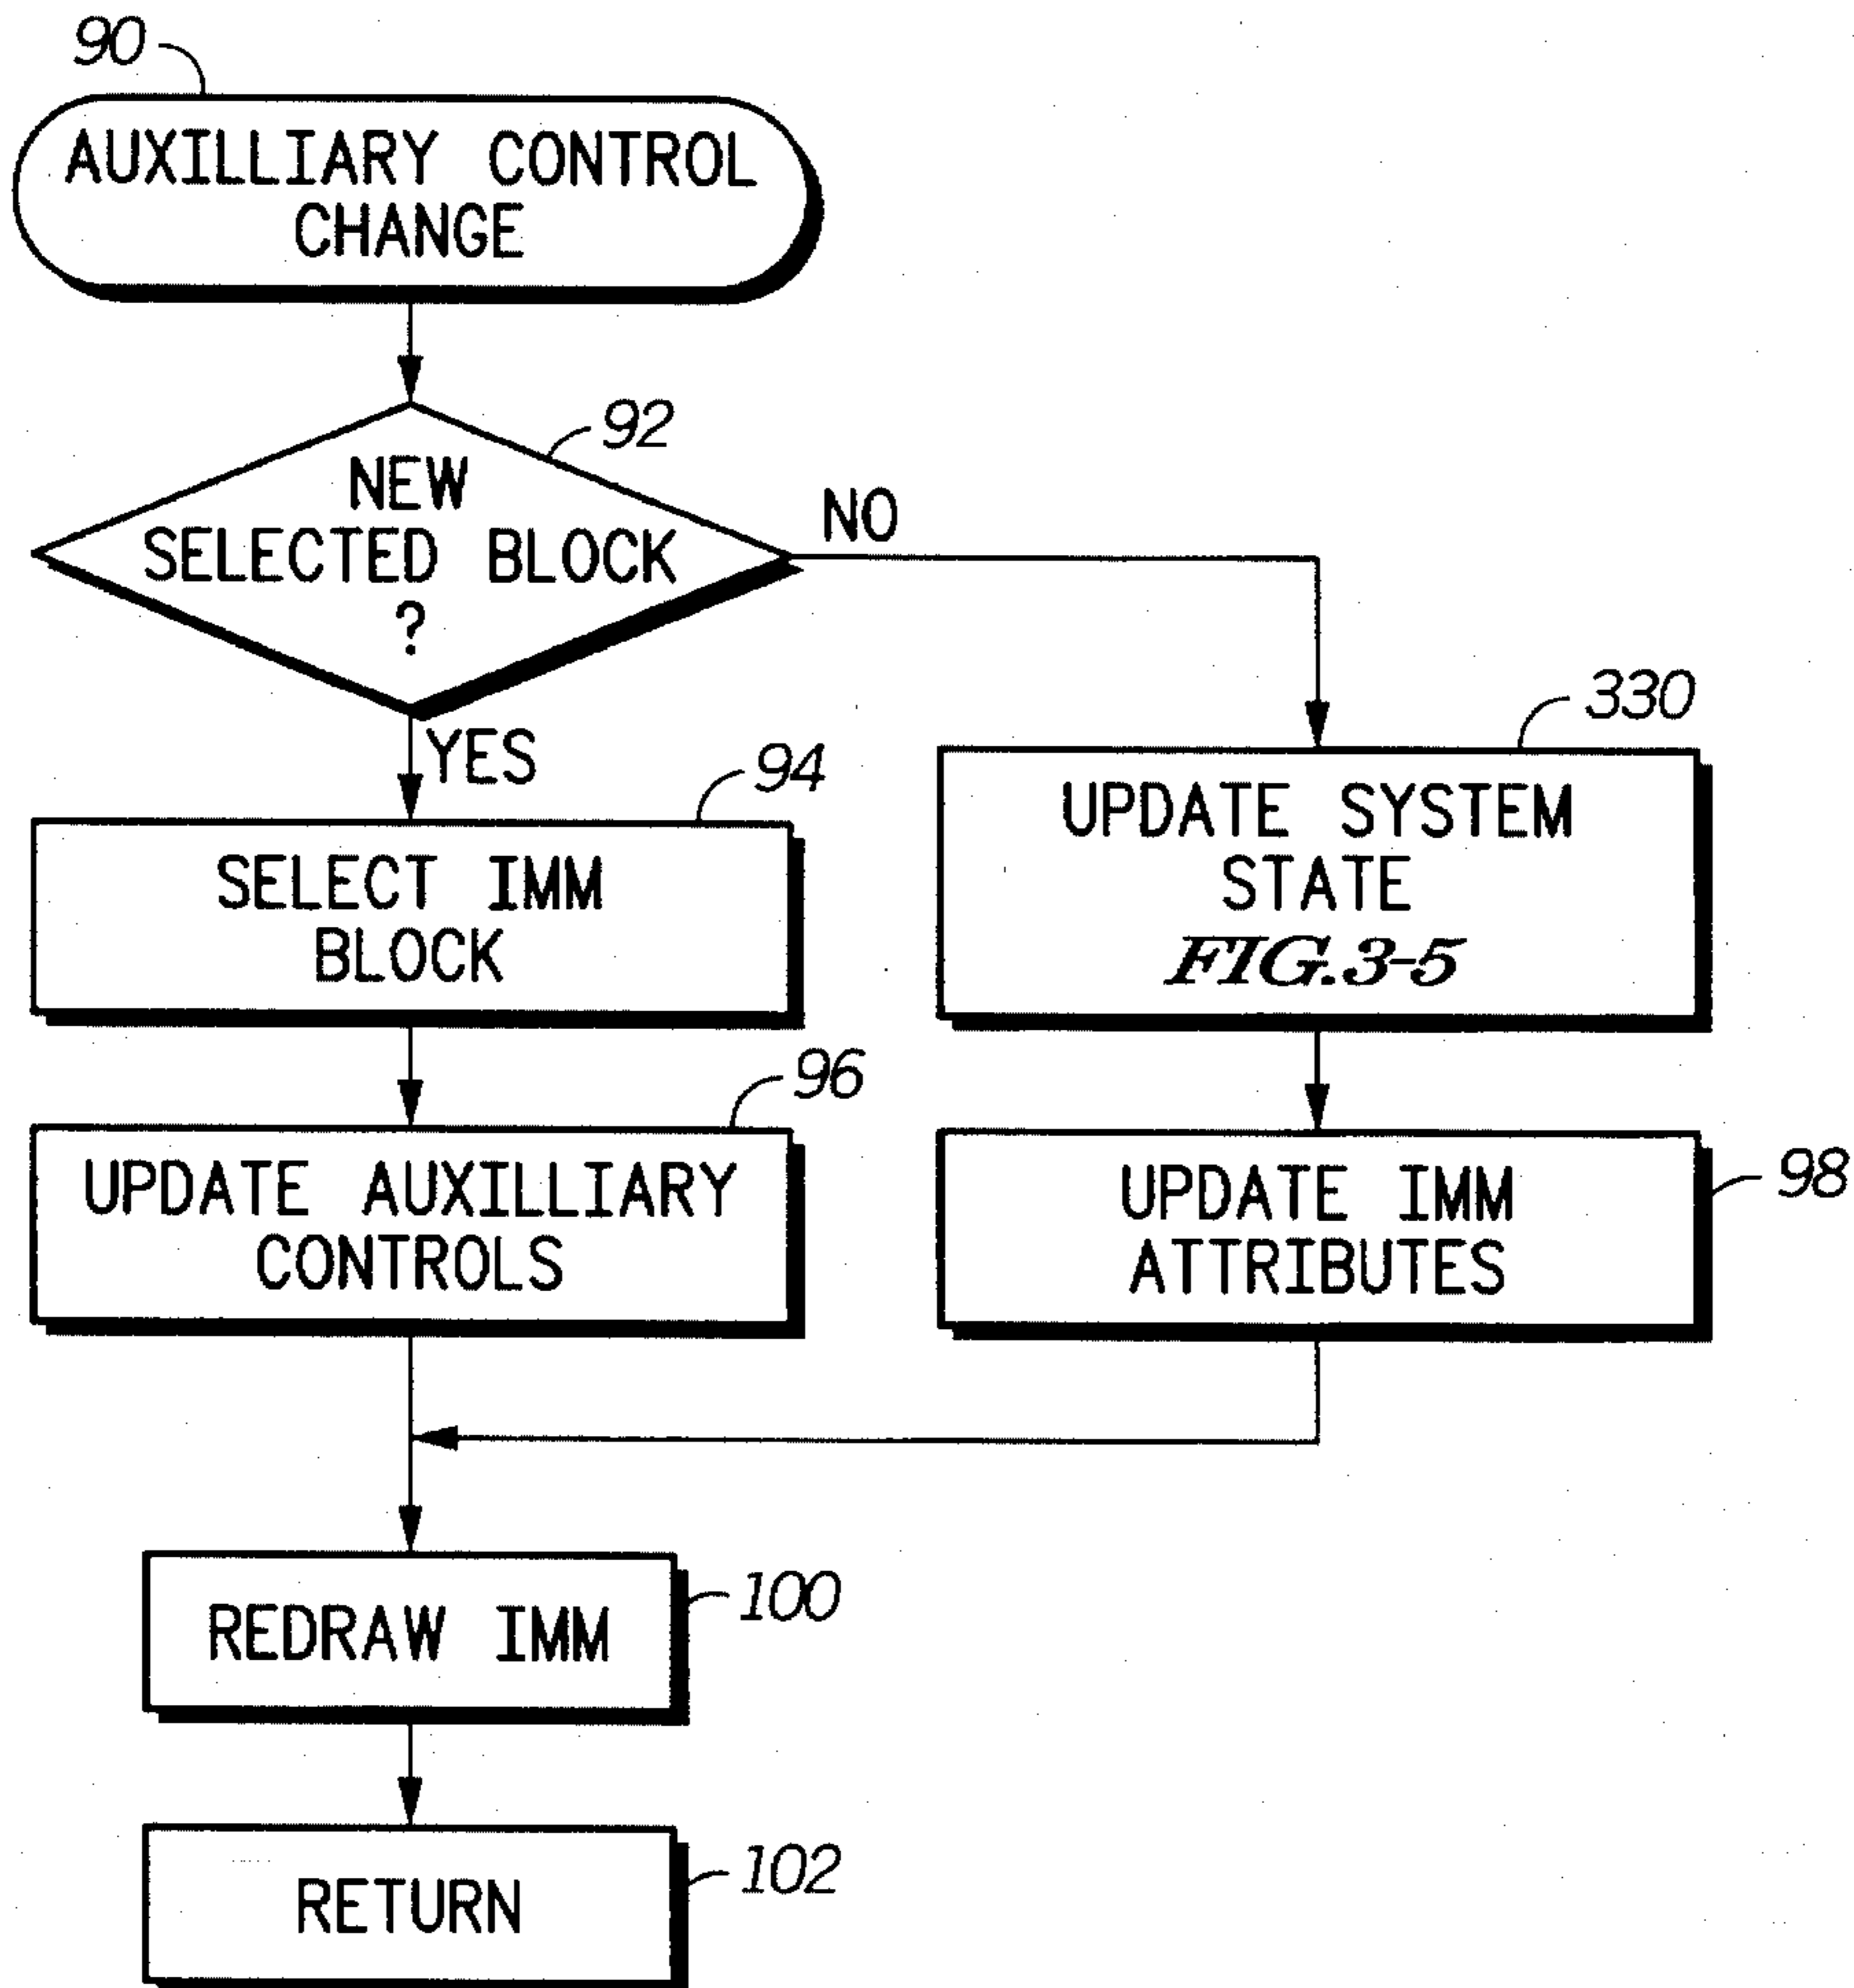 90
AUXILLIARY CONTROL
CHANGE
92
NEW
SELECTED BLOCK
?
NO
YES
94
SELECT IMM
BLOCK
330
UPDATE SYSTEM
STATE
FIG.3-5
96
UPDATE AUXILLIARY
CONTROLS
98
UPDATE IMM
ATTRIBUTES
100
REDRAW IMM
102
RETURN